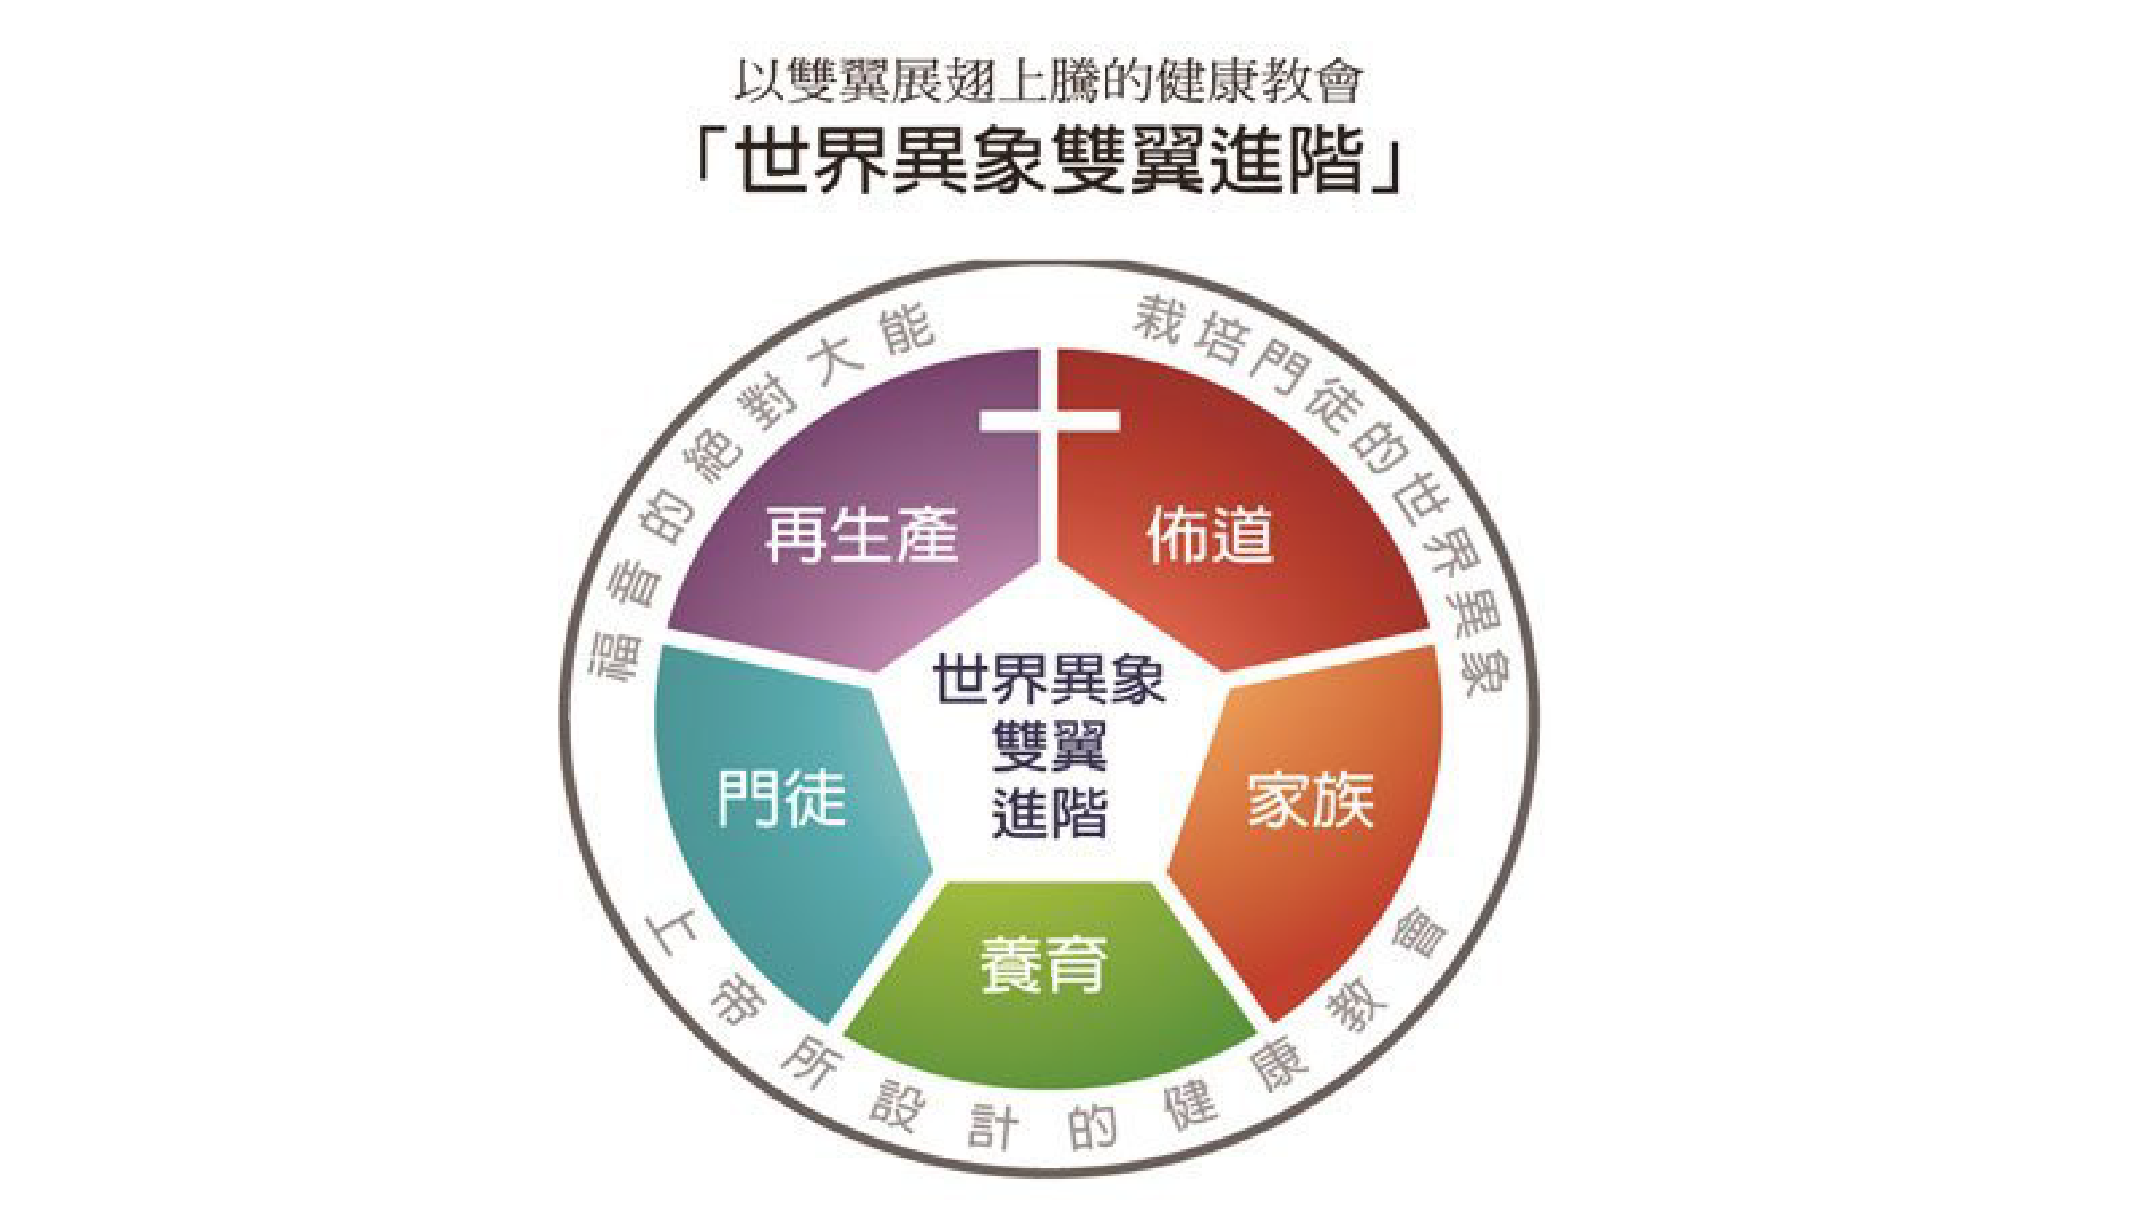 以雙翼展翅上騰的健康教會
「世界異象雙翼進階」
福音的絕對大能
栽培門徒的世界異象
再生產
佈道
世界異象
雙翼
進階
門徒
家族
養育
上帝所設計的健康教會